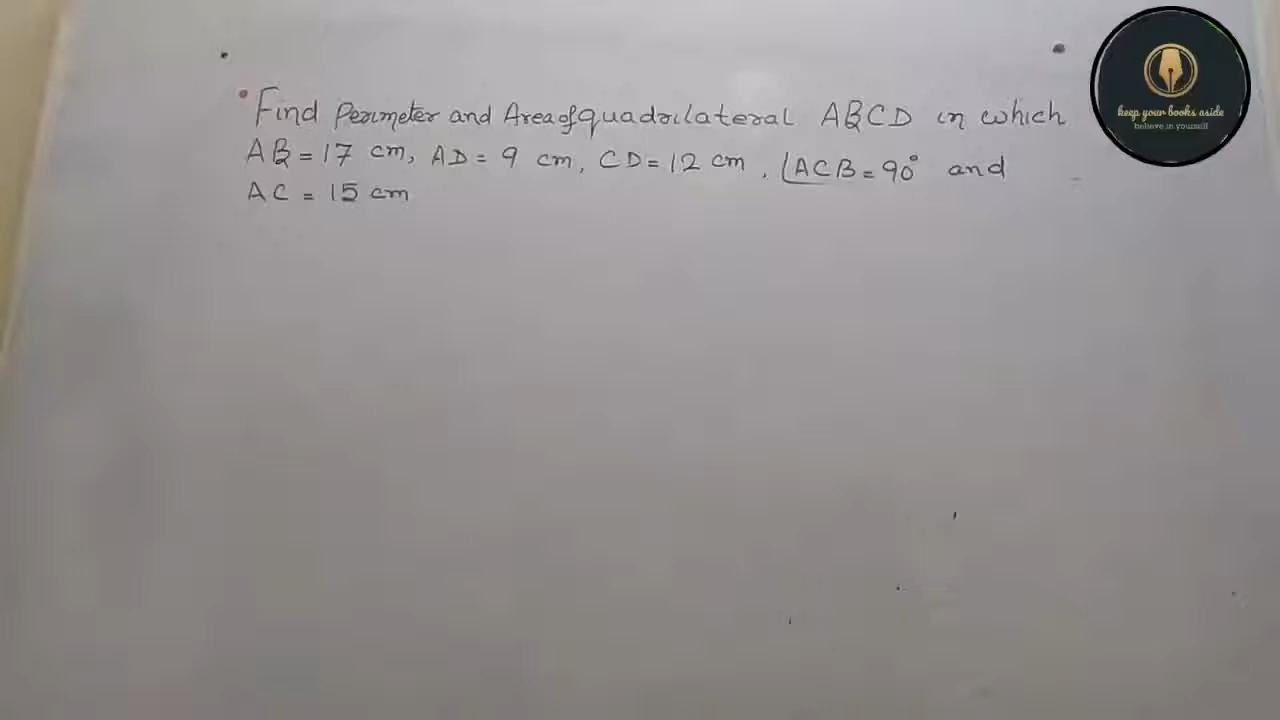 Find Perimeter and Area of quadrilateral ABCD in which
AB = 17 cm, AD = 9 cm, CD = 12 cm, ∠ACB = 90° and
AC = 15 cm
keep your books aside
believe in yourself